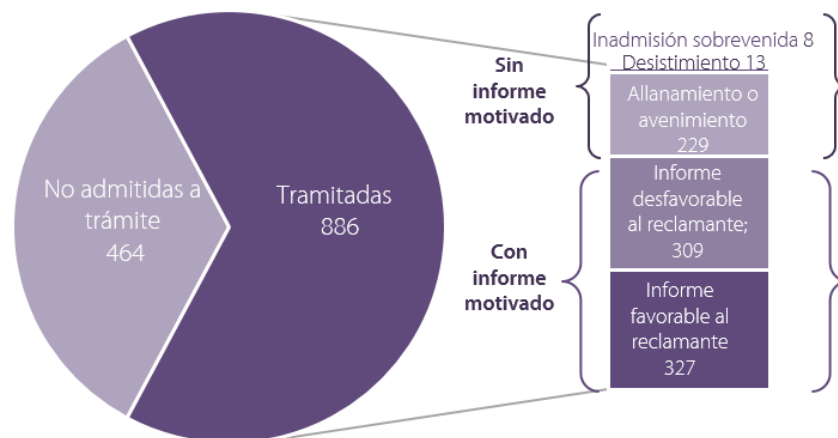 No admitidas a
trámite
464
Tramitadas
886
Sin
informe
motivado
Inadmisión sobrevenida 8
Desistimiento 13
Allanamiento o
avenimiento
229
Con
informe
motivado
Informe
desfavorable
al reclamante;
309
Informe
favorable al
reclamante
327